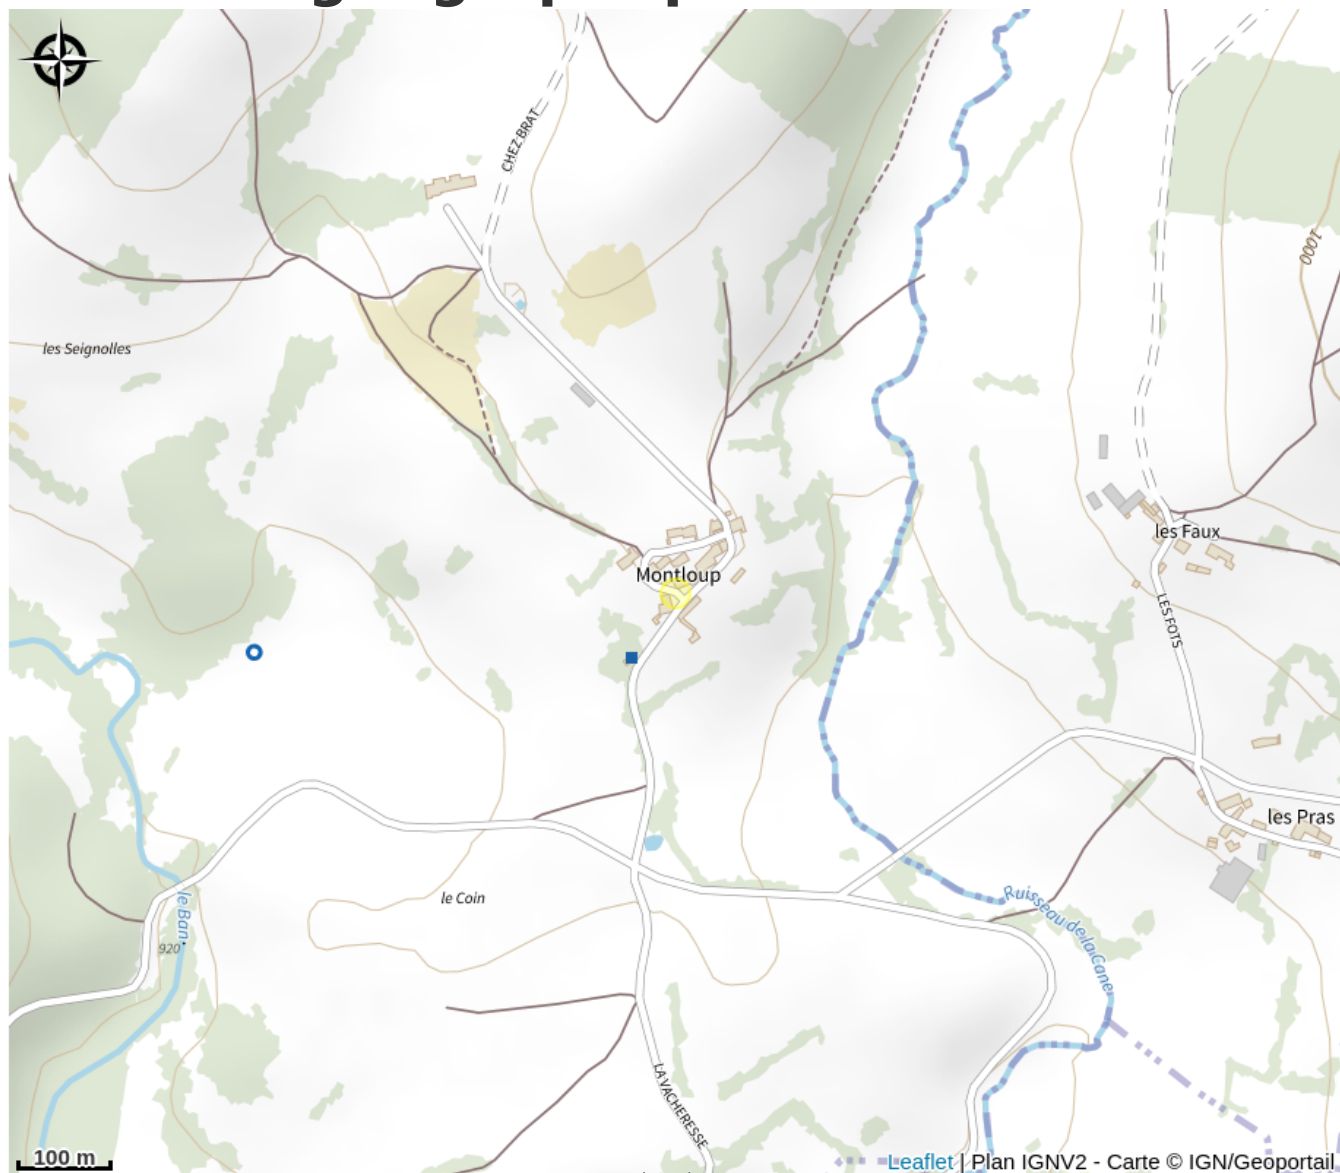 CHEZ BRAT
1000
les Seignolles
les Faux
Montloup
LES FOTS
les Pras
le Coin
le Ban
920
Ruisseau de la Cane
LA VACHERESSE
100 m
Leaflet | Plan IGNV2 - Carte © IGN/Geoportail